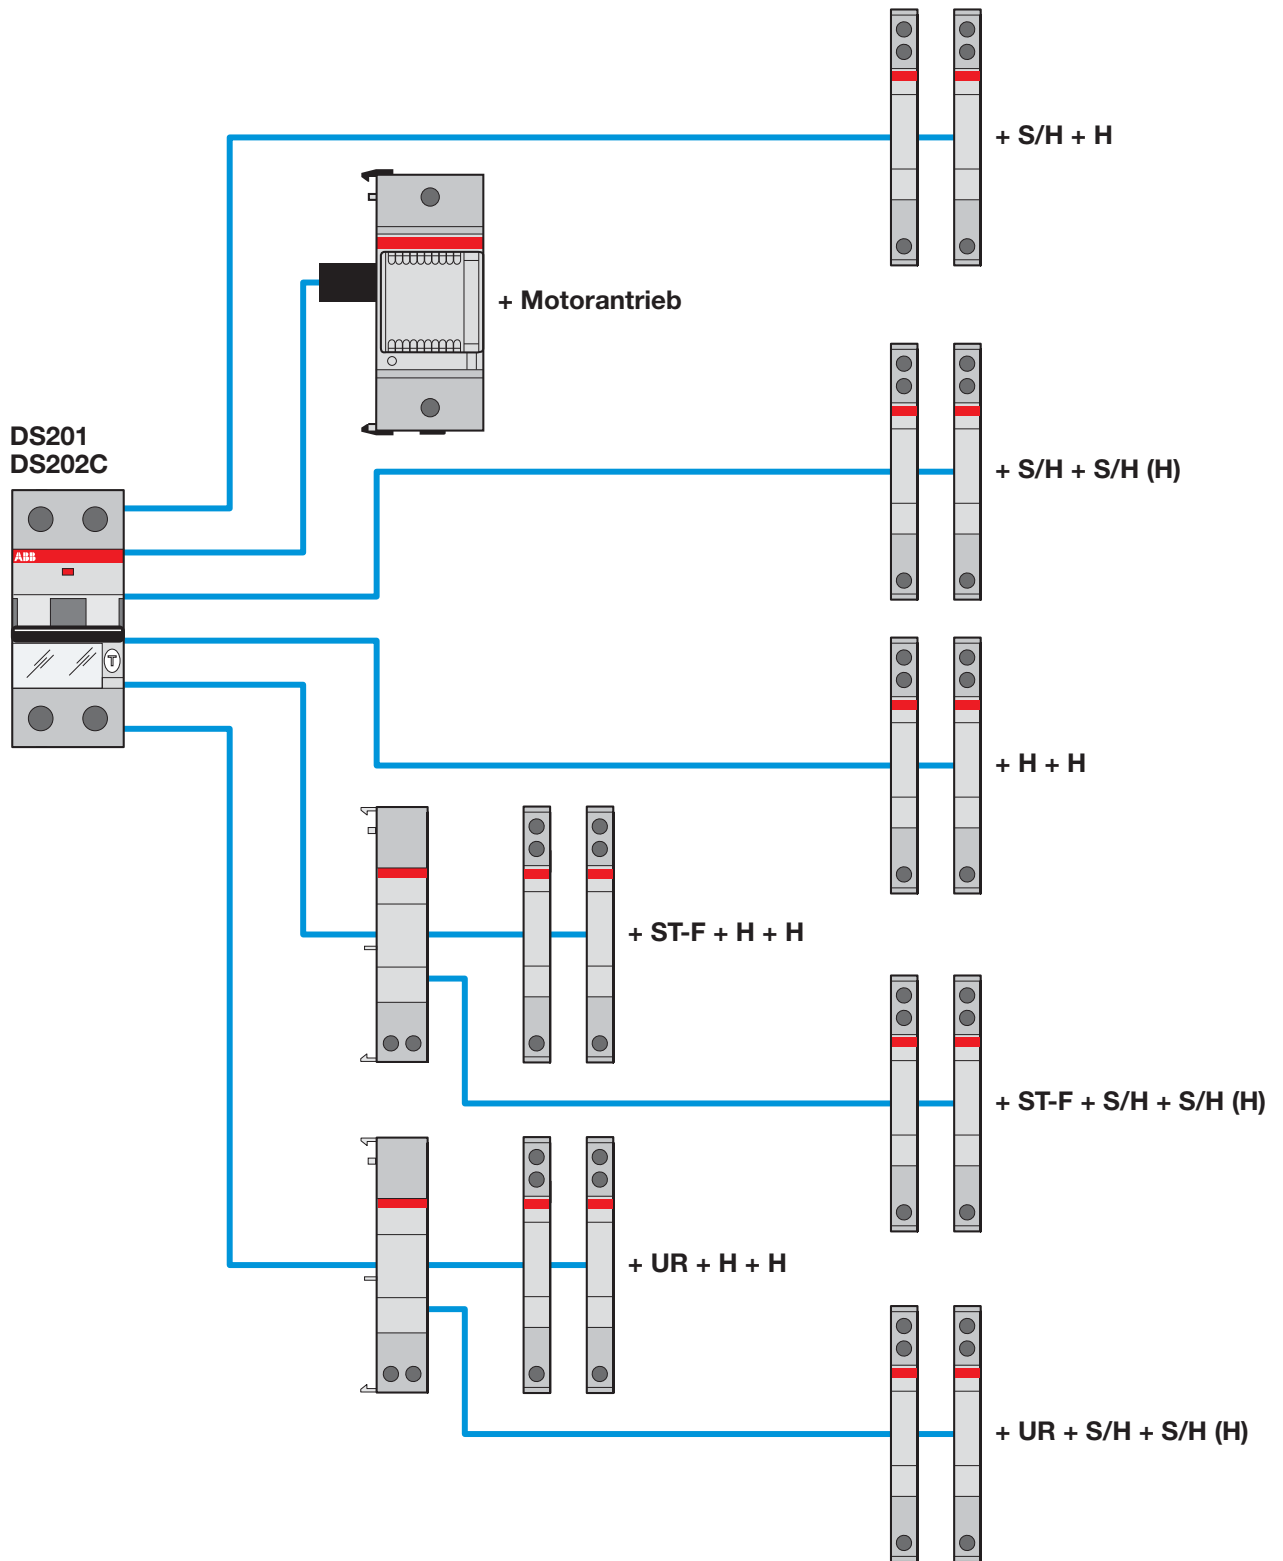 + S/H + H
+ Motorantrieb
DS201
DS202C
+ S/H + S/H (H)
ABB
T
+ H + H
+ ST-F + H + H
+ ST-F + S/H + S/H (H)
+ UR + H + H
+ UR + S/H + S/H (H)